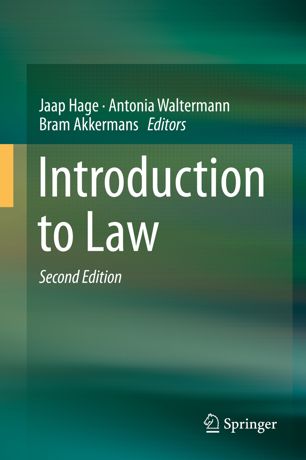 Jaap Hage · Antonia Waltermann
Bram Akkermans Editors
Introduction
to Law
Second Edition
Springer